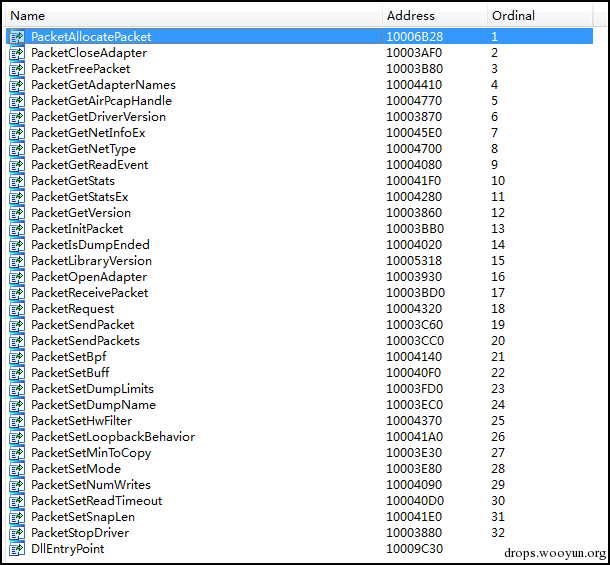 Name Address Ordinal
PacketAllocatePacket 10006B28 1
PacketCloseAdapter 10003AF0 2
PacketFreePacket 10003B80 3
PacketGetAdapterNames 10004410 4
PacketGetAirPcapHandle 10004770 5
PacketGetDriverVersion 10003870 6
PacketGetNetInfoEx 100045E0 7
PacketGetNetType 10004700 8
PacketGetReadEvent 10004080 9
PacketGetStats 100041F0 10
PacketGetStatsEx 10004280 11
PacketGetVersion 10003860 12
PacketInitPacket 10003BB0 13
PacketIsDumpEnded 10004020 14
PacketLibraryVersion 10005318 15
PacketOpenAdapter 10003930 16
PacketReceivePacket 10003BD0 17
PacketRequest 10004320 18
PacketSendPacket 10003C60 19
PacketSendPackets 10003CC0 20
PacketSetBpf 10004140 21
PacketSetBuff 100040F0 22
PacketSetDumpLimits 10003FD0 23
PacketSetDumpName 10003EC0 24
PacketSetHwFilter 10004370 25
PacketSetLoopbackBehavior 100041A0 26
PacketSetMinToCopy 10003E30 27
PacketSetMode 10003E80 28
PacketSetNumWrites 10004090 29
PacketSetReadTimeout 100040D0 30
PacketSetSnapLen 100041E0 31
PacketStopDriver 10003880 32
DllEntryPoint 10009C30
drops.wooyun.org